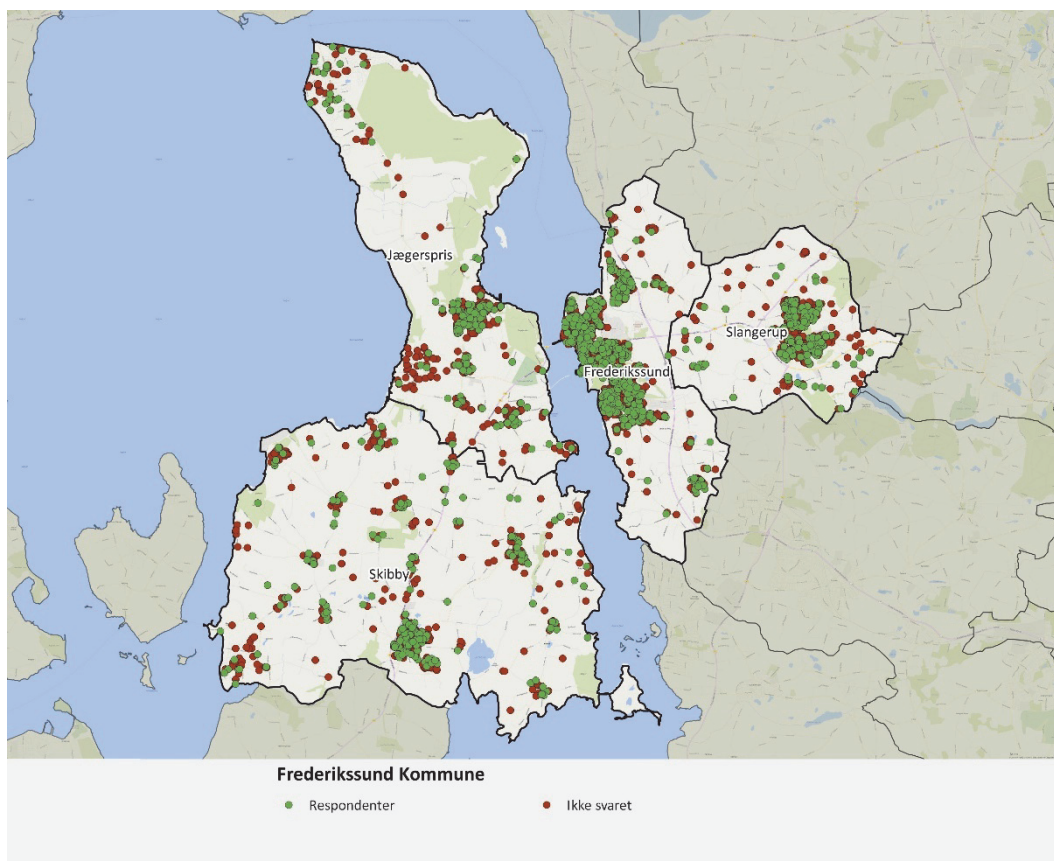 Jægerspris
Slangerup
Frederikssund
Skibby
Frederikssund Kommune
Respondenter
Ikke svaret